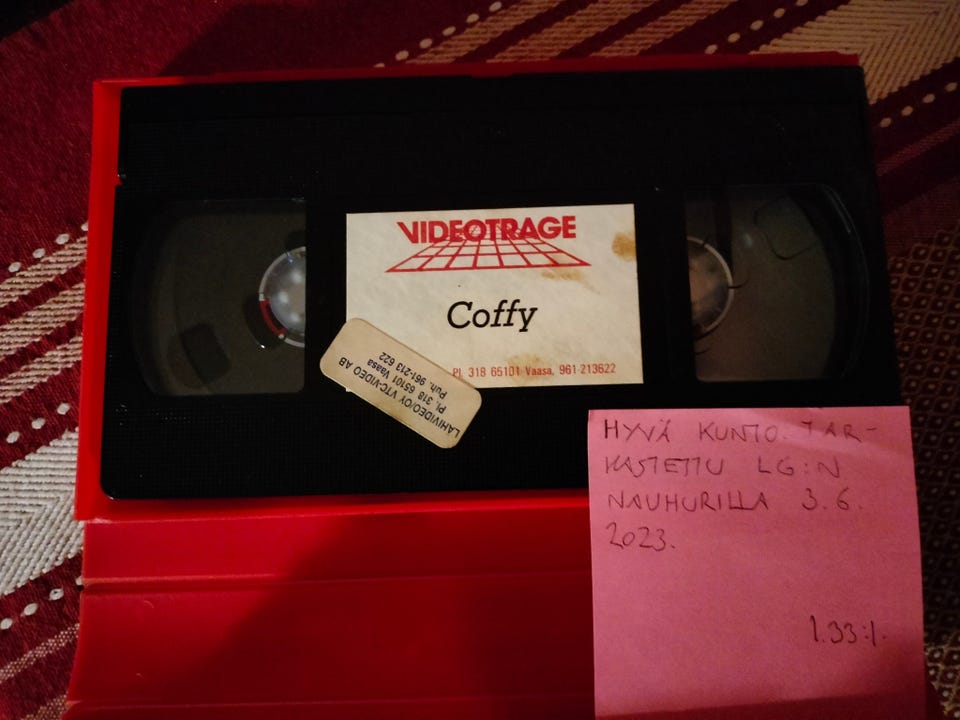 VIDEOTRAGE
Coffy
Pl. 318 65101 Vaasa, 961-213622
LÄHIVIDEO/OY VTC-VIDEO AB
Pl. 318 65101 Vaasa
Puh. 961-213 622
HYVÄ KUNTO. TAR-
KASTETTU LG:N
NAUHURILLA 3.6.
2023.
1.33:1.